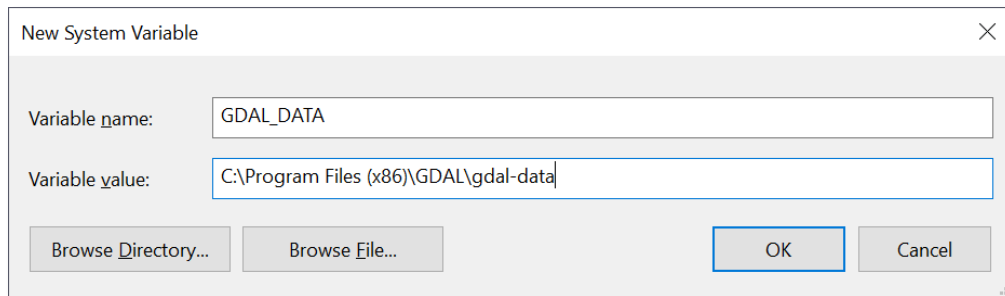 New System Variable
Variable name: GDAL_DATA
Variable value: C:\Program Files (x86)\GDAL\gdal-data
Browse Directory... Browse File... OK Cancel